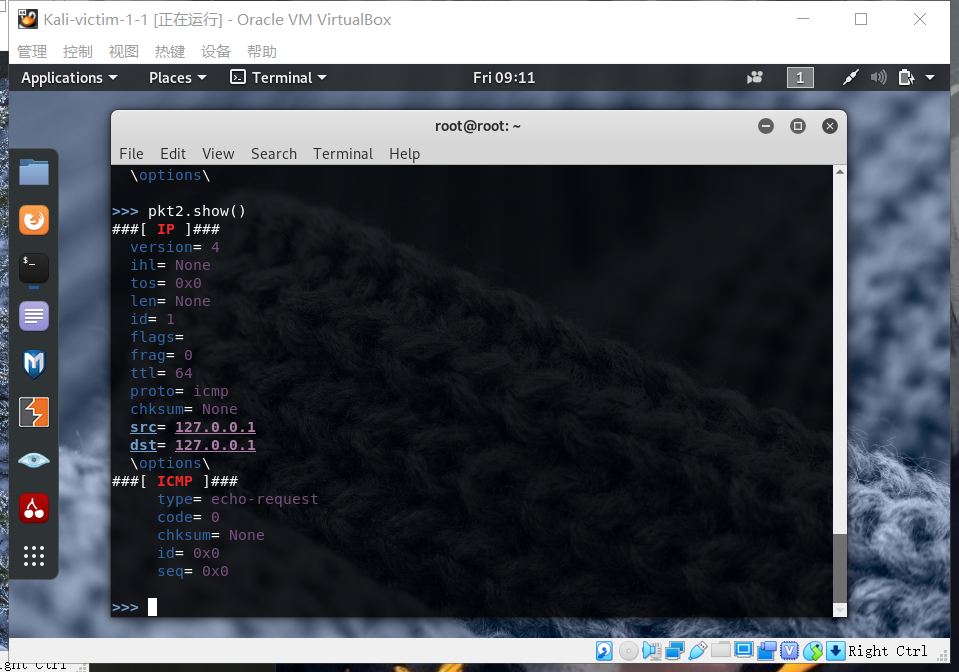 Kali-victim-1-1 [正在运行] - Oracle VM VirtualBox
管理 控制 视图 热键 设备 帮助
Applications Places Terminal Fri 09:11 1
root@root: ~
File Edit View Search Terminal Help
\options\
>>> pkt2.show()
###[ IP ]###
version= 4
ihl= None
tos= 0x0
len= None
id= 1
flags=
frag= 0
ttl= 64
proto= icmp
chksum= None
src= 127.0.0.1
dst= 127.0.0.1
\options\
###[ ICMP ]###
type= echo-request
code= 0
chksum= None
id= 0x0
seq= 0x0
>>>
Right Ctrl
ight Ctrl